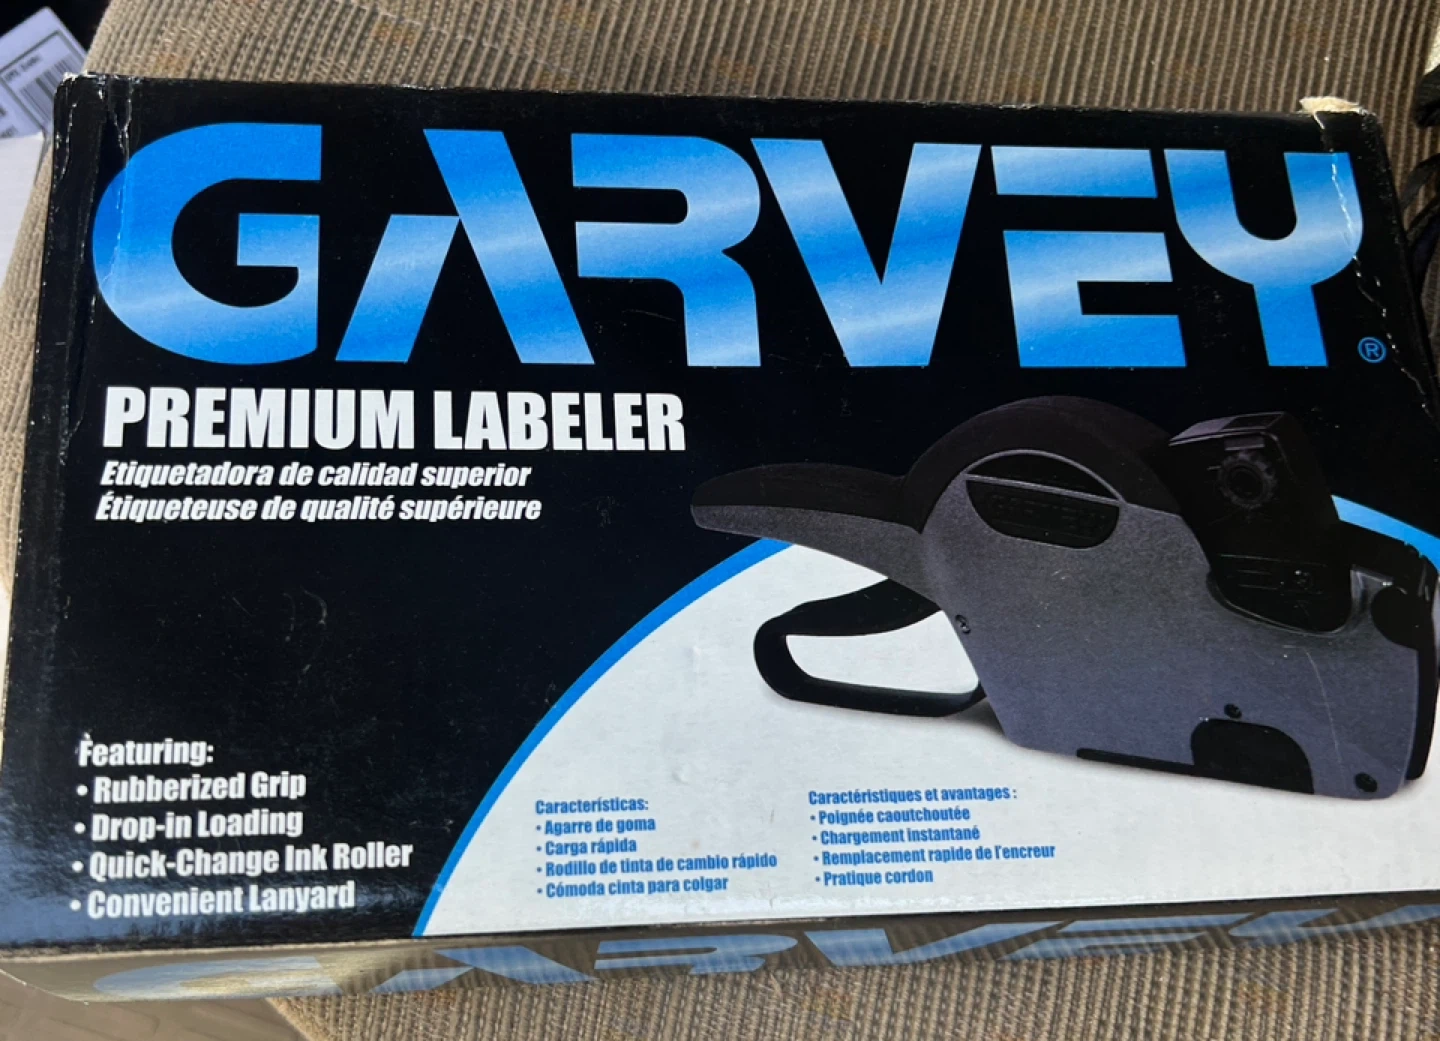 GARVEY®
PREMIUM LABELER
Etiquetadora de calidad superior
Étiqueteuse de qualité supérieure
GARVEY
Featuring:
• Rubberized Grip
• Drop-in Loading
• Quick-Change Ink Roller
• Convenient Lanyard
Características:
• Agarre de goma
• Carga rápida
• Rodillo de tinta de cambio rápido
• Cómoda cinta para colgar
Caractéristiques et avantages :
• Poignée caoutchoutée
• Chargement instantané
• Remplacement rapide de l'encreur
• Pratique cordon
GARVEY